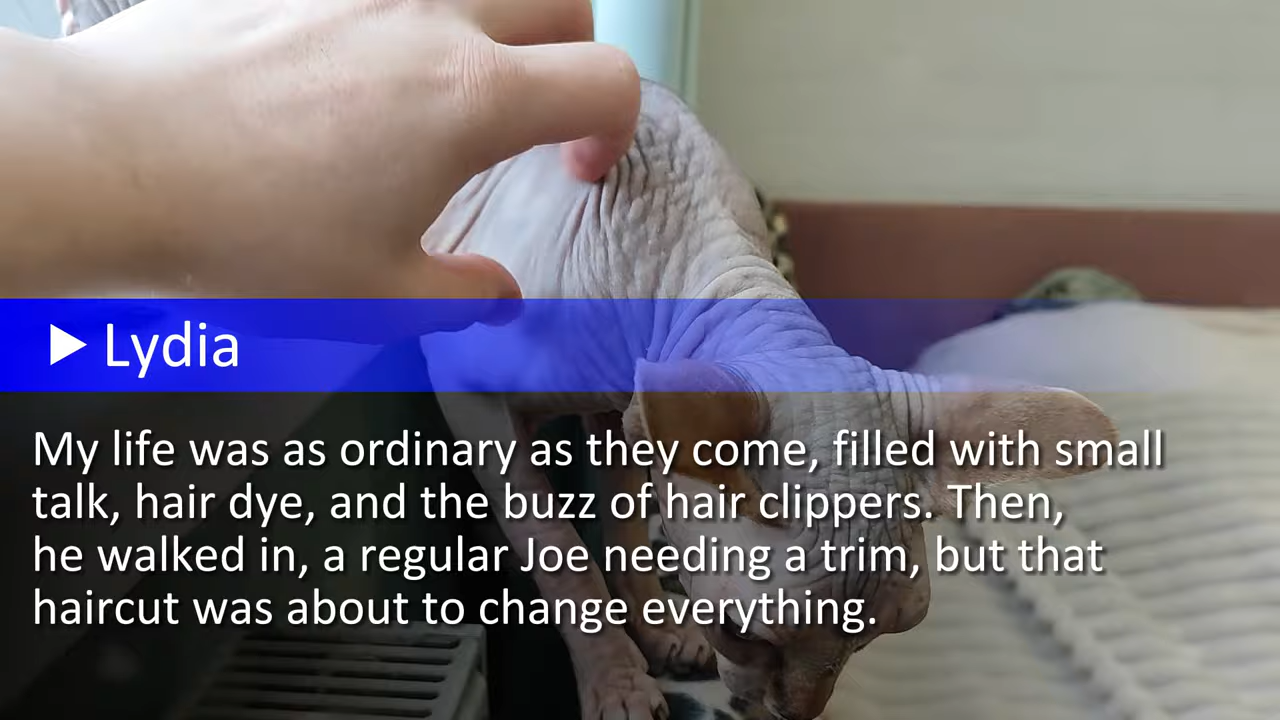 Lydia
My life was as ordinary as they come, filled with small
talk, hair dye, and the buzz of hair clippers. Then,
he walked in, a regular Joe needing a trim, but that
haircut was about to change everything.